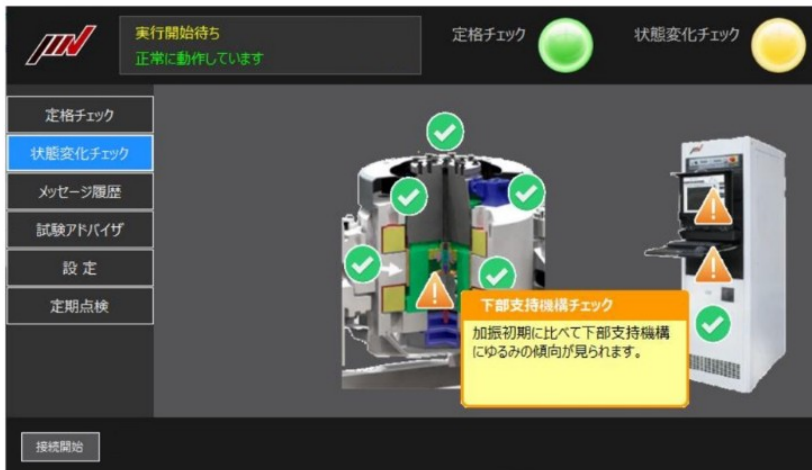 実行開始待ち
正常に動作しています
定格チェック
状態変化チェック
定格チェック
状態変化チェック
メッセージ履歴
試験アドバイザ
設 定
定期点検
下部支持機構チェック
加振初期に比べて下部支持機構
にゆるみの傾向が見られます。
接続開始